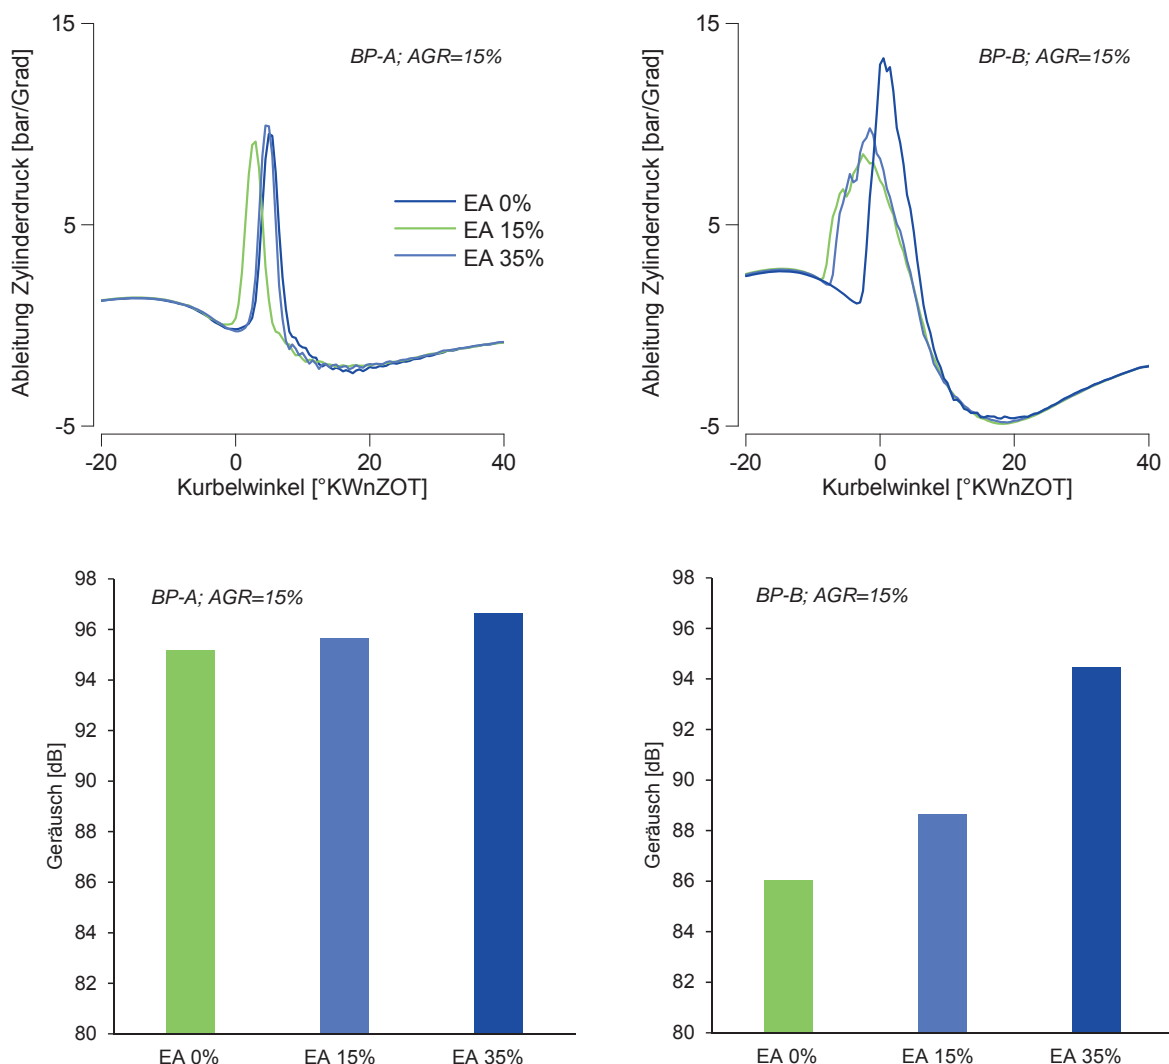 15
BP-A; AGR=15%
5
-5
Ableitung Zylinderdruck [bar/Grad]
EA 0%
EA 15%
EA 35%
-20 0 20 40
Kurbelwinkel [°KWnZOT]
15
BP-B; AGR=15%
5
-5
Ableitung Zylinderdruck [bar/Grad]
-20 0 20 40
Kurbelwinkel [°KWnZOT]
98
BP-A; AGR=15%
96
94
92
90
88
86
84
82
80
Geräusch [dB]
EA 0% EA 15% EA 35%
98
BP-B; AGR=15%
96
94
92
90
88
86
84
82
80
Geräusch [dB]
EA 0% EA 15% EA 35%